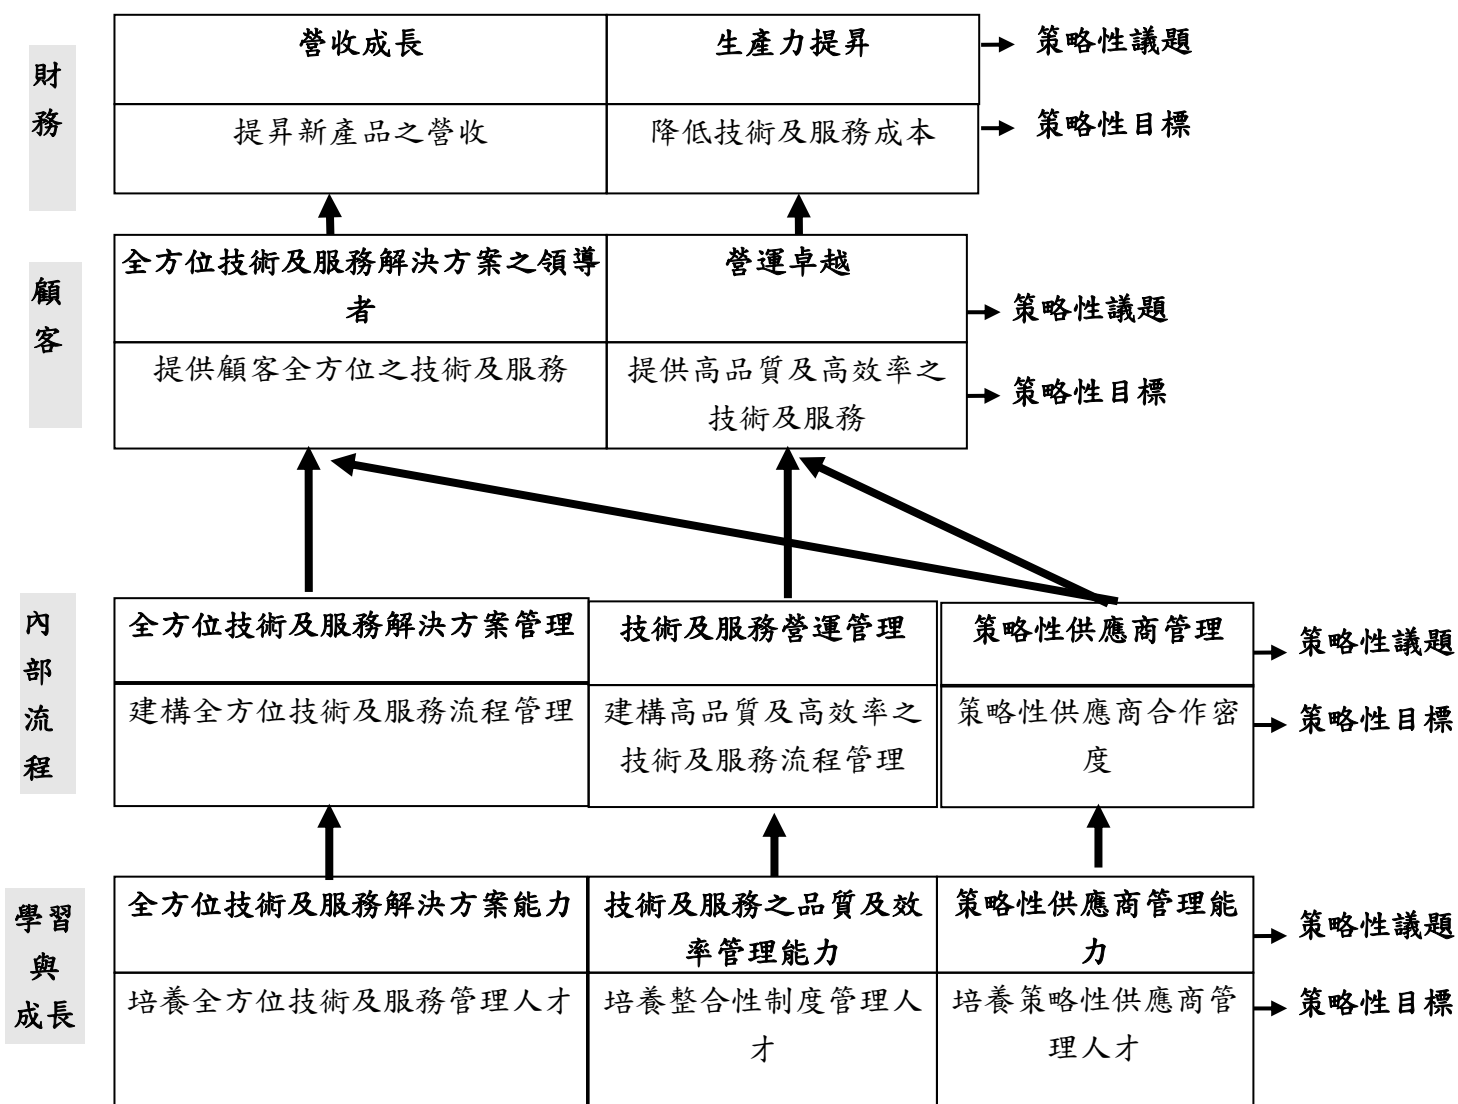 財
務
營收成長
生產力提昇
策略性議題
提昇新產品之營收
降低技術及服務成本
策略性目標
顧
客
全方位技術及服務解決方案之領導
者
營運卓越
策略性議題
提供顧客全方位之技術及服務
提供高品質及高效率之
技術及服務
策略性目標
內
部
流
程
全方位技術及服務解決方案管理
技術及服務營運管理
策略性供應商管理
策略性議題
建構全方位技術及服務流程管理
建構高品質及高效率之
技術及服務流程管理
策略性供應商合作密
度
策略性目標
學習
與
成長
全方位技術及服務解決方案能力
技術及服務之品質及效
率管理能力
策略性供應商管理能
力
策略性議題
培養全方位技術及服務管理人才
培養整合性制度管理人
才
培養策略性供應商管
理人才
策略性目標